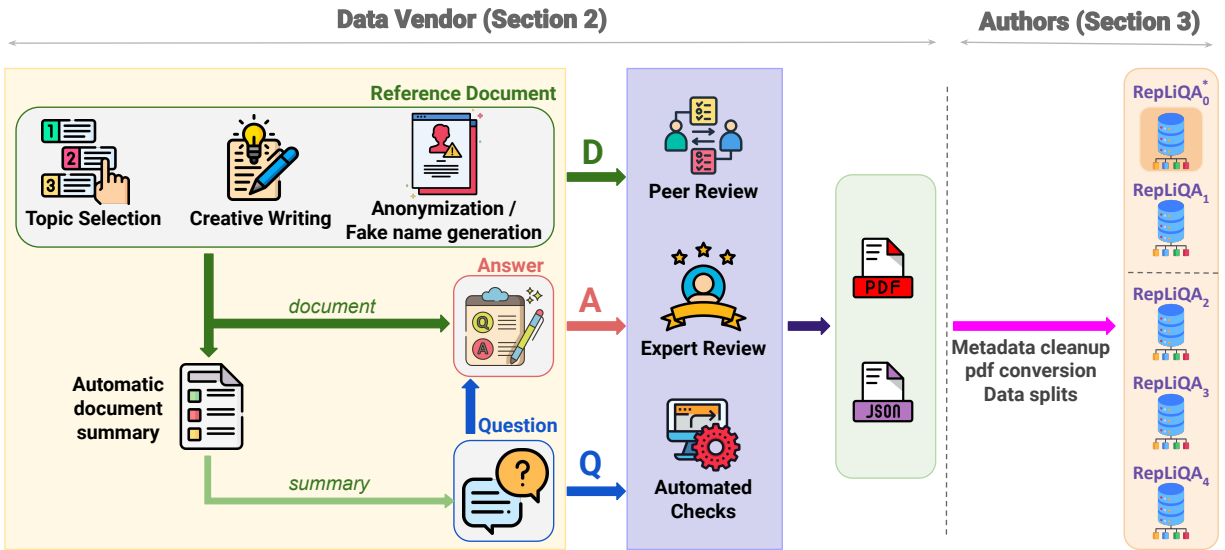 Data Vendor (Section 2)
Authors (Section 3)
Reference Document
1
2
3
Topic Selection
Creative Writing
Anonymization /
Fake name generation
D
document
Answer
Q
A
A
Automatic
document
summary
summary
Question
?
Q
Peer Review
Expert Review
Automated
Checks
PDF
JSON
Metadata cleanup
pdf conversion
Data splits
RepLiQA*0
RepLiQA1
RepLiQA2
RepLiQA3
RepLiQA4